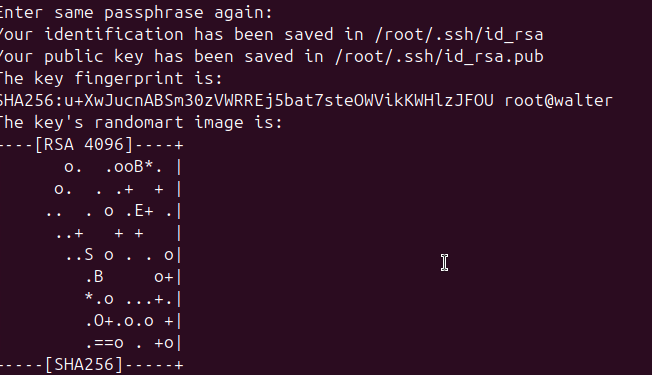 Enter same passphrase again:
Your identification has been saved in /root/.ssh/id_rsa
Your public key has been saved in /root/.ssh/id_rsa.pub
The key fingerprint is:
SHA256:u+XwJucnABSm30zVWRREj5bat7steOWVikKWHlzJFOU root@walter
The key's randomart image is:
----[RSA 4096]----+
       o.  .ooB*. |
      o.  . .+  + |
     ..  . o .E+ .|
      ..+   + +   |
       ..S o . . o|
         .B     o+|
         *.o ...+.|
         .O+.o.o +|
         .==o . +o|
-----[SHA256]-----+